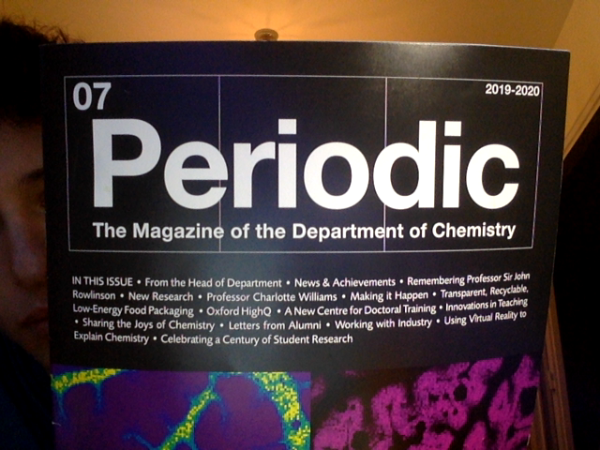 07
2019-2020
Periodic
The Magazine of the Department of Chemistry
IN THIS ISSUE • From the Head of Department • News & Achievements • Remembering Professor Sir John
Rowlinson • New Research • Professor Charlotte Williams • Making it Happen • Transparent, Recyclable,
Low-Energy Food Packaging • Oxford HighQ • A New Centre for Doctoral Training • Innovations in Teaching
• Sharing the Joys of Chemistry • Letters from Alumni • Working with Industry • Using Virtual Reality to
Explain Chemistry • Celebrating a Century of Student Research